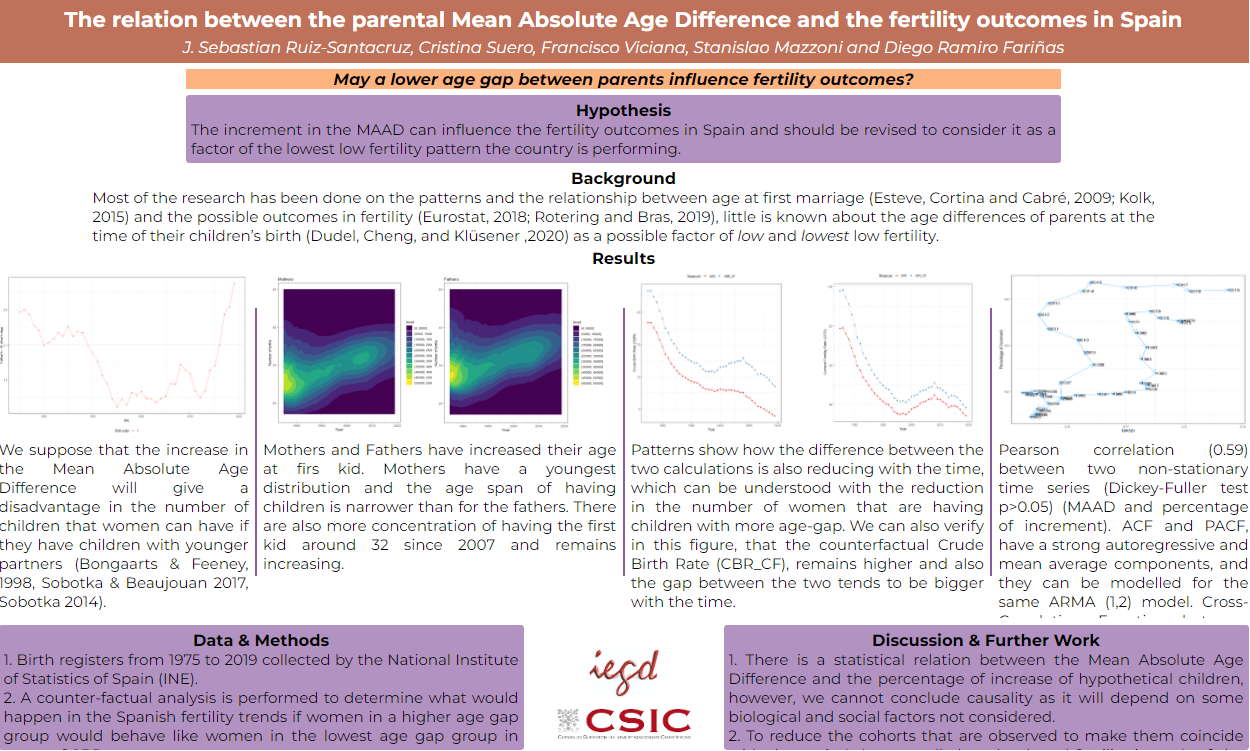 The relation between the parental Mean Absolute Age Difference and the fertility outcomes in Spain
J. Sebastian Ruiz-Santacruz, Cristina Suero, Francisco Viciana, Stanislao Mazzoni and Diego Ramiro Fariñas
May a lower age gap between parents influence fertility outcomes?
Hypothesis
The increment in the MAAD can influence the fertility outcomes in Spain and should be revised to consider it as a
factor of the lowest low fertility pattern the country is performing.
Background
Most of the research has been done on the patterns and the relationship between age at first marriage (Esteve, Cortina and Cabré, 2009; Kolk,
2015) and the possible outcomes in fertility (Eurostat, 2018; Rotering and Bras, 2019), little is known about the age differences of parents at the
time of their children's birth (Dudel, Cheng, and Klüsener ,2020) as a possible factor of low and lowest low fertility.
Results
Mothers
Fathers
Year
Year
Year
Year
MAAD
We suppose that the increase in
the Mean Absolute Age
Difference will give a
disadvantage in the number of
children that women can have if
they have children with younger
partners (Bongaarts & Feeney,
1998, Sobotka & Beaujouan 2017,
Sobotka 2014).
Mothers and Fathers have increased their age
at firs kid. Mothers have a youngest
distribution and the age span of having
children is narrower than for the fathers. There
are also more concentration of having the first
kid around 32 since 2007 and remains
increasing.
Patterns show how the difference between the
two calculations is also reducing with the time,
which can be understood with the reduction
in the number of women that are having
children with more age-gap. We can also verify
in this figure, that the counterfactual Crude
Birth Rate (CBR_CF), remains higher and also
the gap between the two tends to be bigger
with the time.
Pearson correlation (0.59)
between two non-stationary
time series (Dickey-Fuller test
p>0.05) (MAAD and percentage
of increment). ACF and PACF,
have a strong autoregressive and
mean average components, and
they can be modelled for the
same ARMA (1,2) model. Cross-
Data & Methods
1. Birth registers from 1975 to 2019 collected by the National Institute
of Statistics of Spain (INE).
2. A counter-factual analysis is performed to determine what would
happen in the Spanish fertility trends if women in a higher age gap
group would behave like women in the lowest age gap group in
iegd
CSIC
Discussion & Further Work
1. There is a statistical relation between the Mean Absolute Age
Difference and the percentage of increase of hypothetical children,
however, we cannot conclude causality as it will depend on some
biological and social factors not considered.
2. To reduce the cohorts that are observed to make them coincide